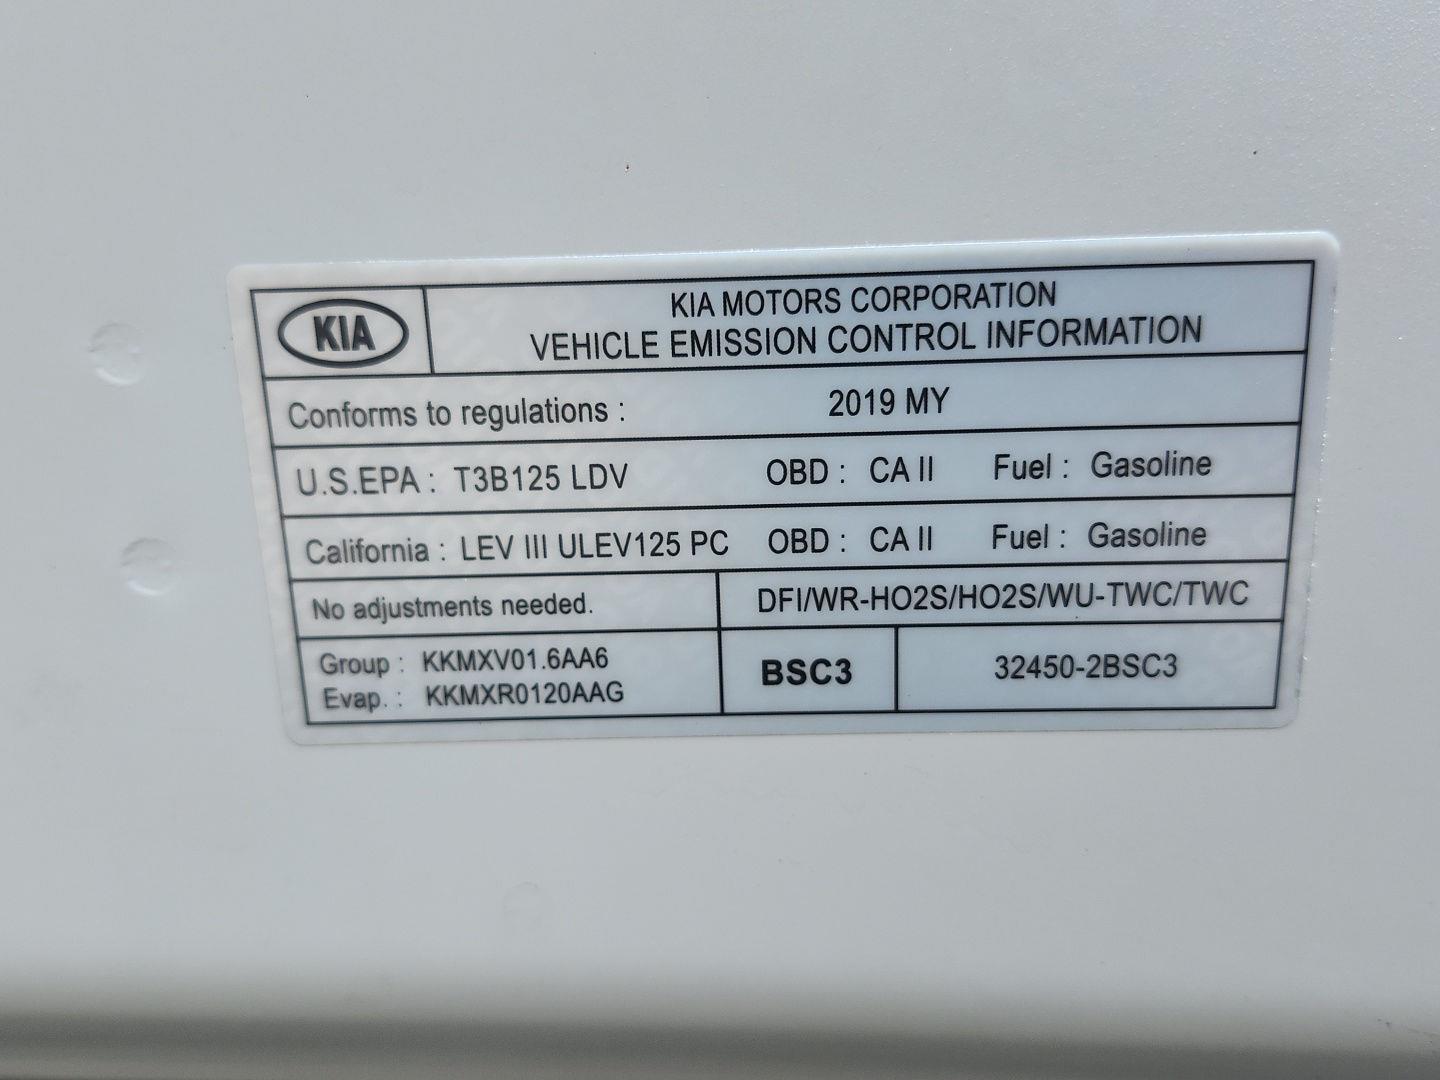 KIA
KIA MOTORS CORPORATION
VEHICLE EMISSION CONTROL INFORMATION
Conforms to regulations : 2019 MY
U.S.EPA : T3B125 LDV OBD : CA II Fuel : Gasoline
California : LEV III ULEV125 PC OBD : CA II Fuel : Gasoline
No adjustments needed. DFI/WR-HO2S/HO2S/WU-TWC/TWC
Group : KKMXV01.6AA6
Evap. : KKMXR0120AAG
BSC3
32450-2BSC3